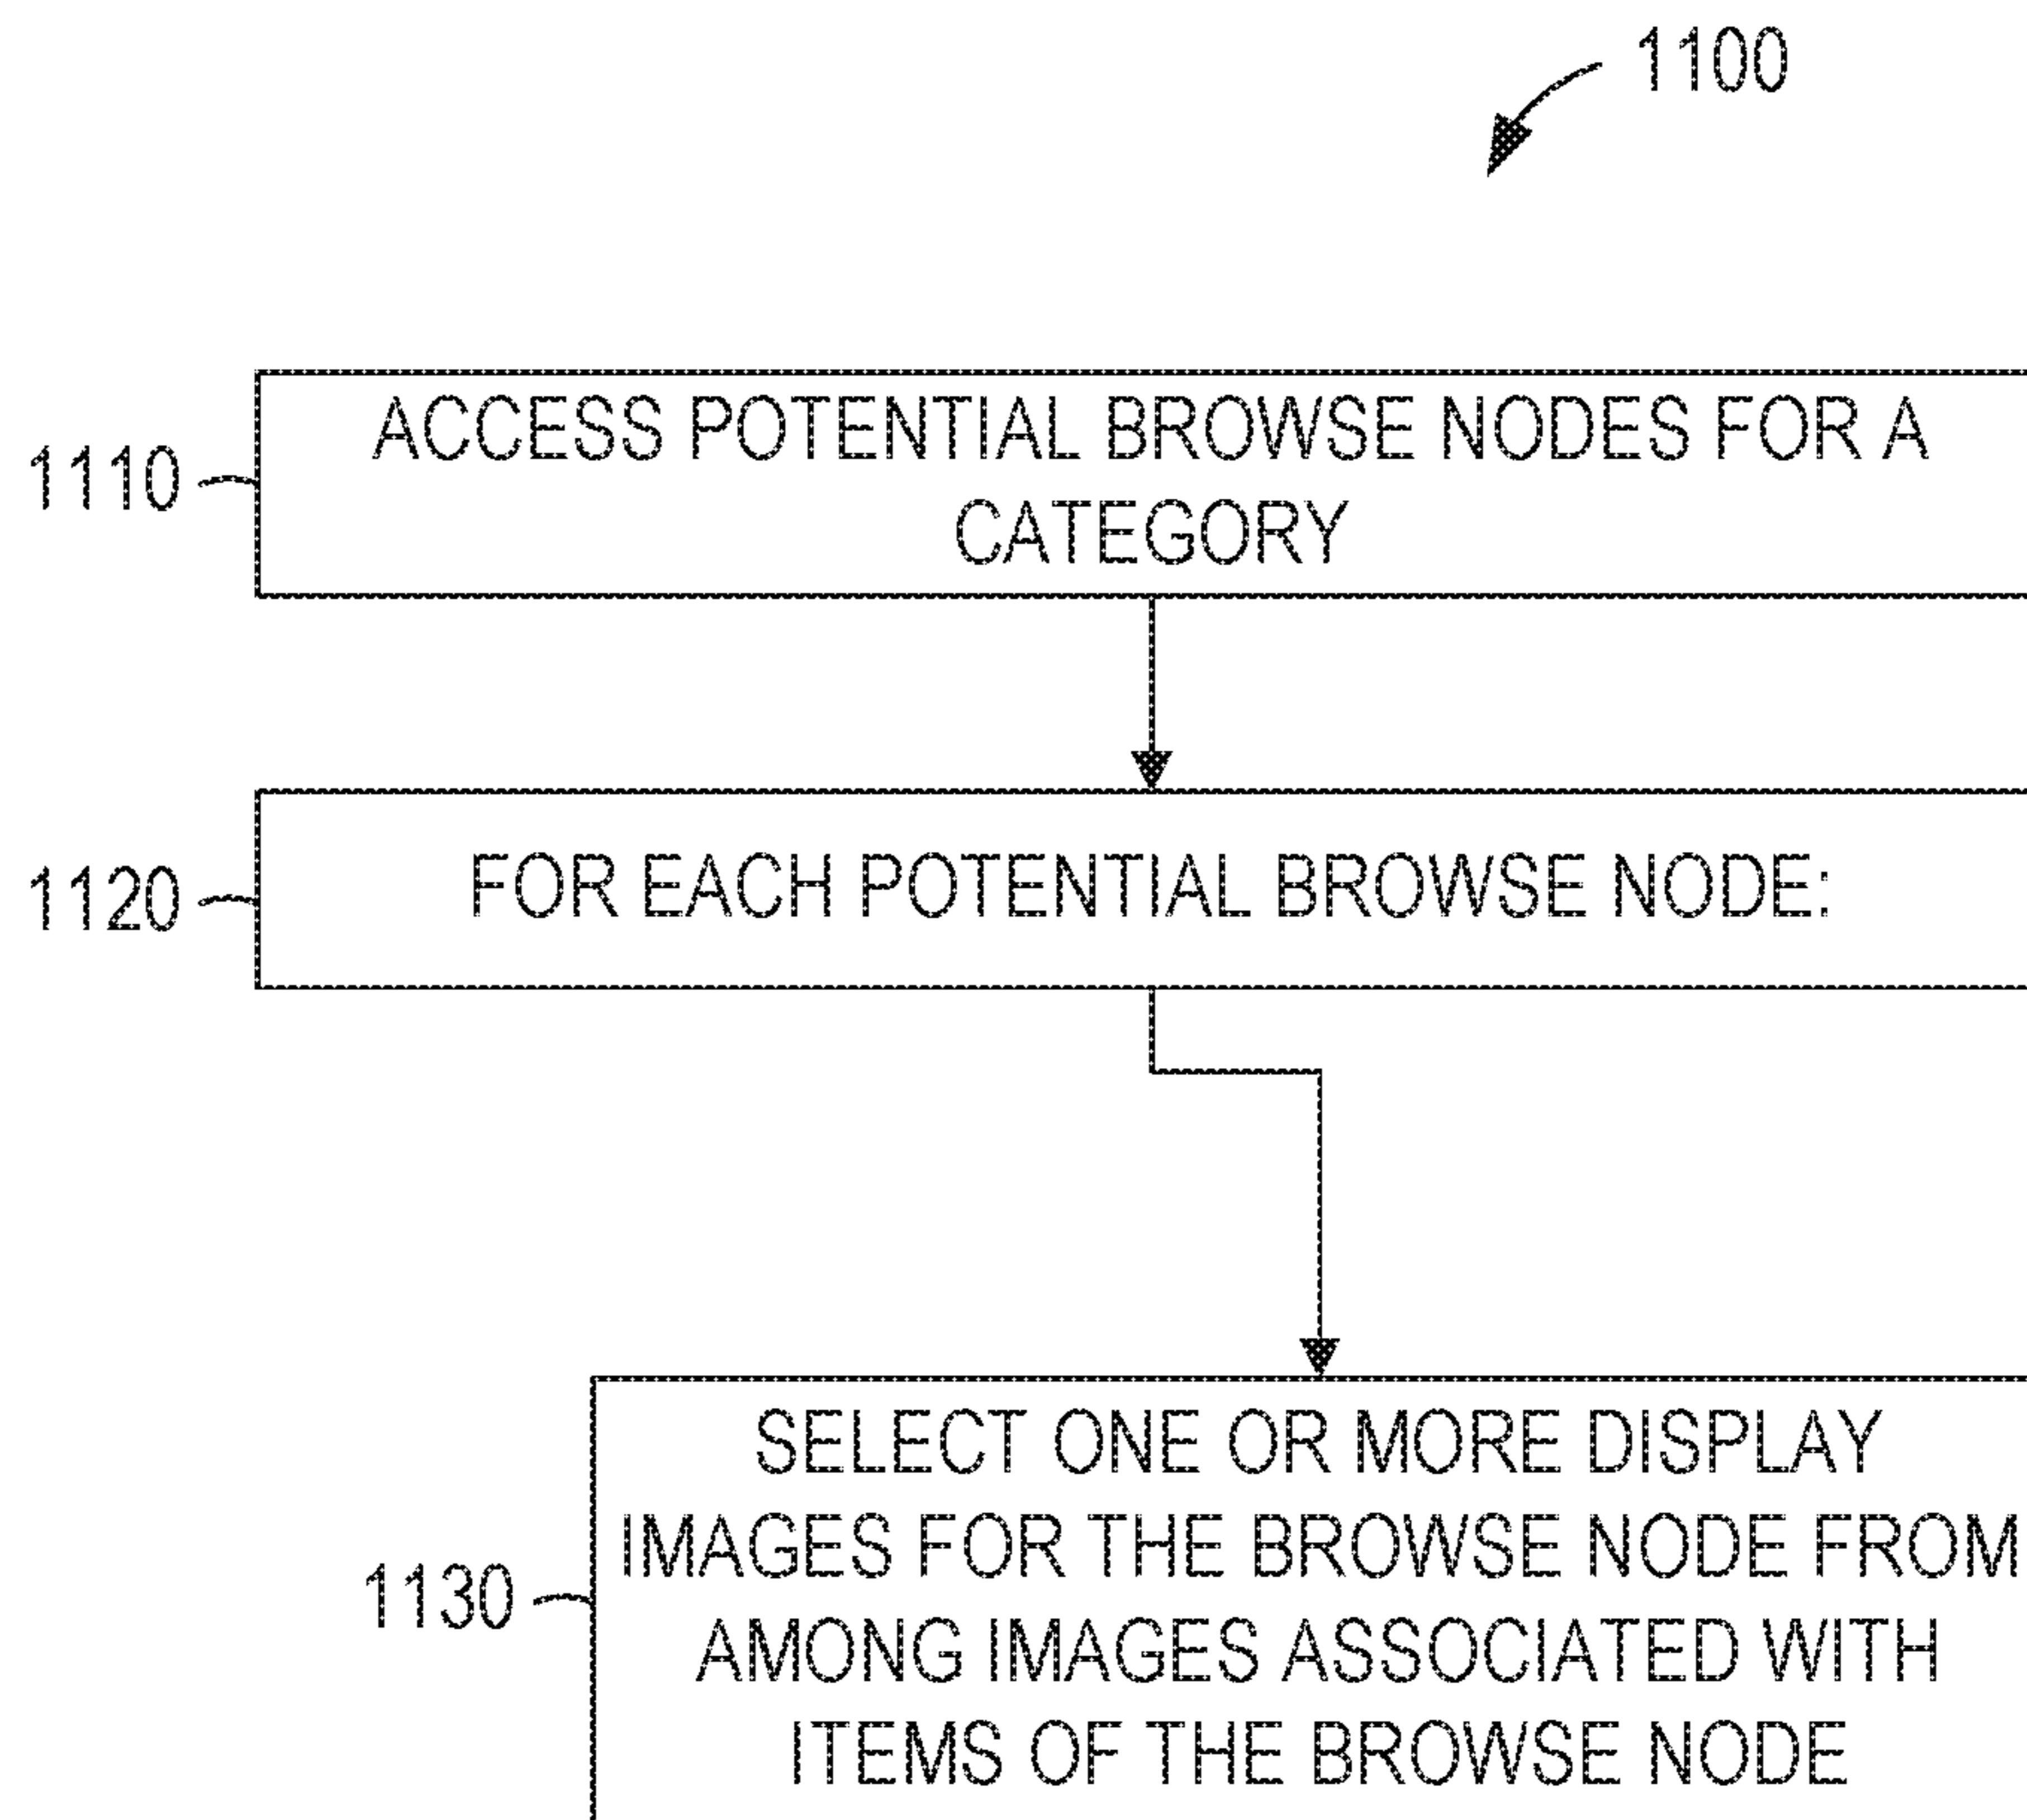 1100
1110
ACCESS POTENTIAL BROWSE NODES FOR A
CATEGORY
1120
FOR EACH POTENTIAL BROWSE NODE:
1130
SELECT ONE OR MORE DISPLAY
IMAGES FOR THE BROWSE NODE FROM
AMONG IMAGES ASSOCIATED WITH
ITEMS OF THE BROWSE NODE